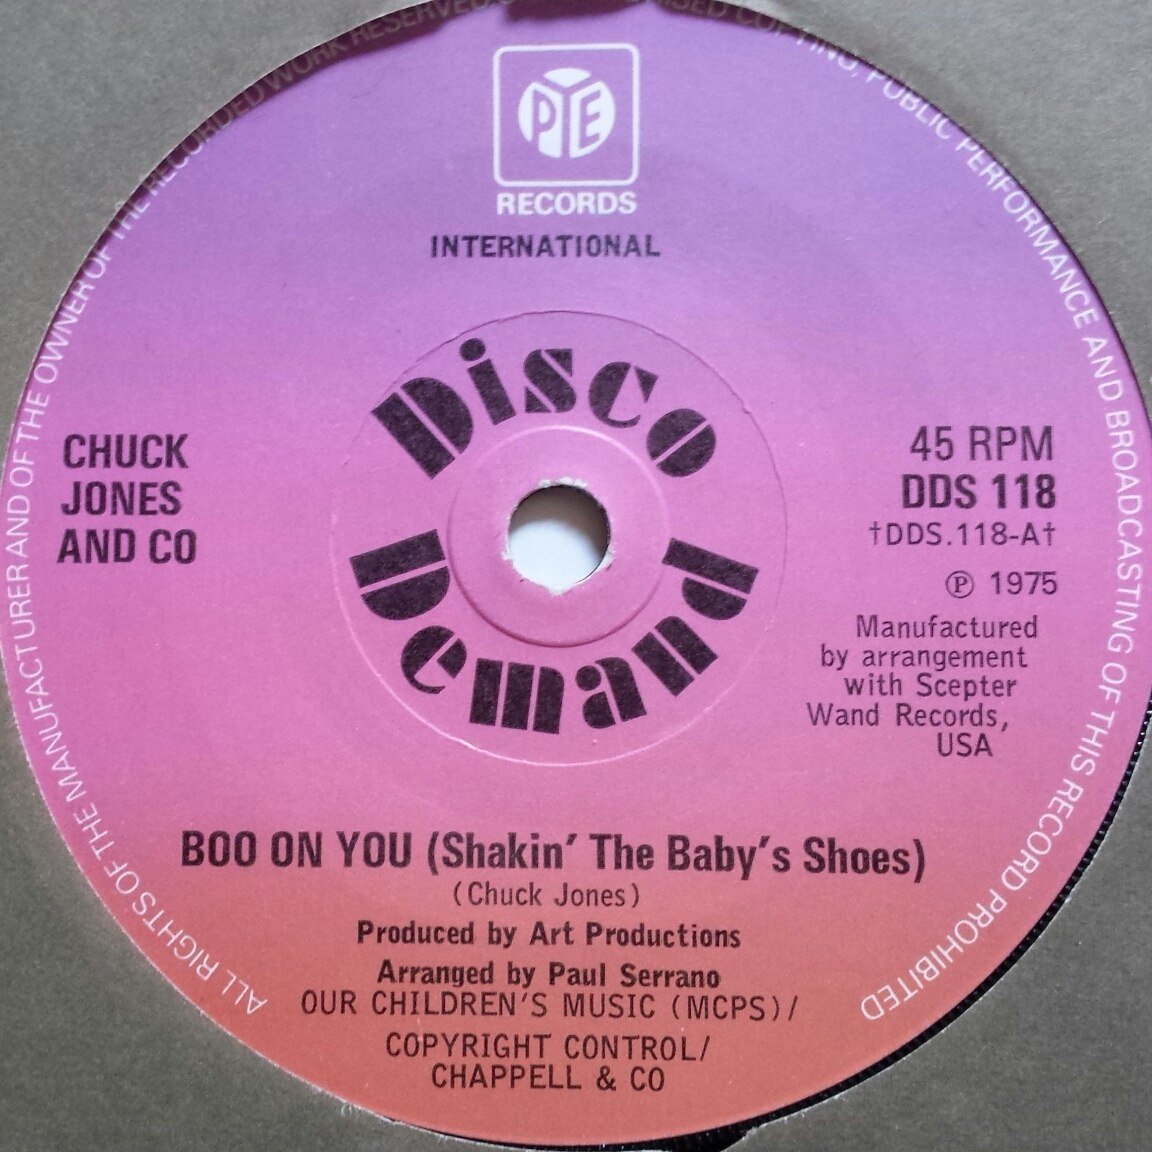 PYE
RECORDS
INTERNATIONAL
Disco
Demand
CHUCK
JONES
AND CO
45 RPM
DDS 118
†DDS.118-A†
℗ 1975
Manufactured
by arrangement
with Scepter
Wand Records,
USA
BOO ON YOU (Shakin' The Baby's Shoes)
(Chuck Jones)
Produced by Art Productions
Arranged by Paul Serrano
OUR CHILDREN'S MUSIC (MCPS)/
COPYRIGHT CONTROL/
CHAPPELL & CO
ALL RIGHTS OF THE MANUFACTURER AND OF THE OWNER OF THE RECORDED WORK RESERVED. COPYING, PUBLIC PERFORMANCE AND BROADCASTING OF THIS RECORD PROHIBITED